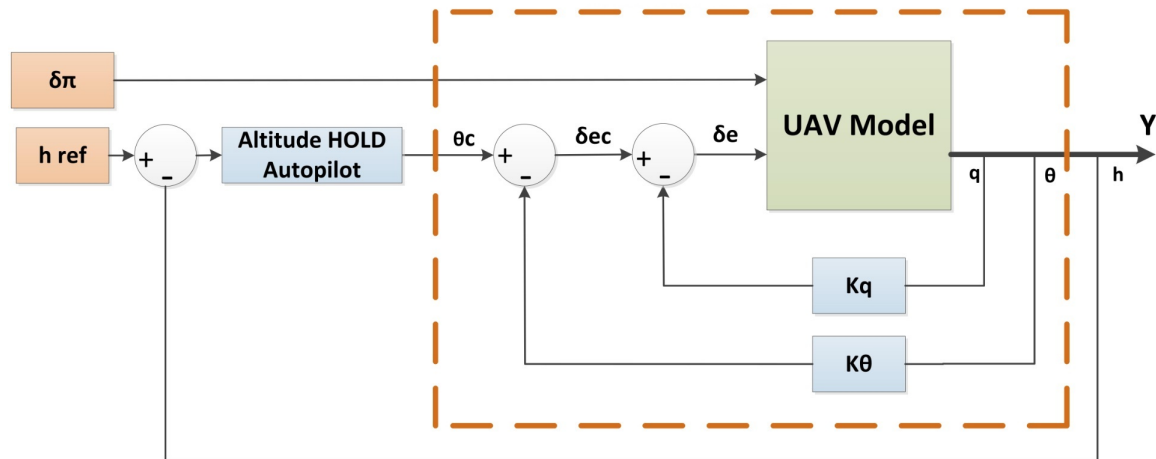 δπ
h ref
+
-
Altitude HOLD
Autopilot
θc
+
-
δec
+
-
δe
UAV Model
Y
q
θ
h
Kq
Kθ